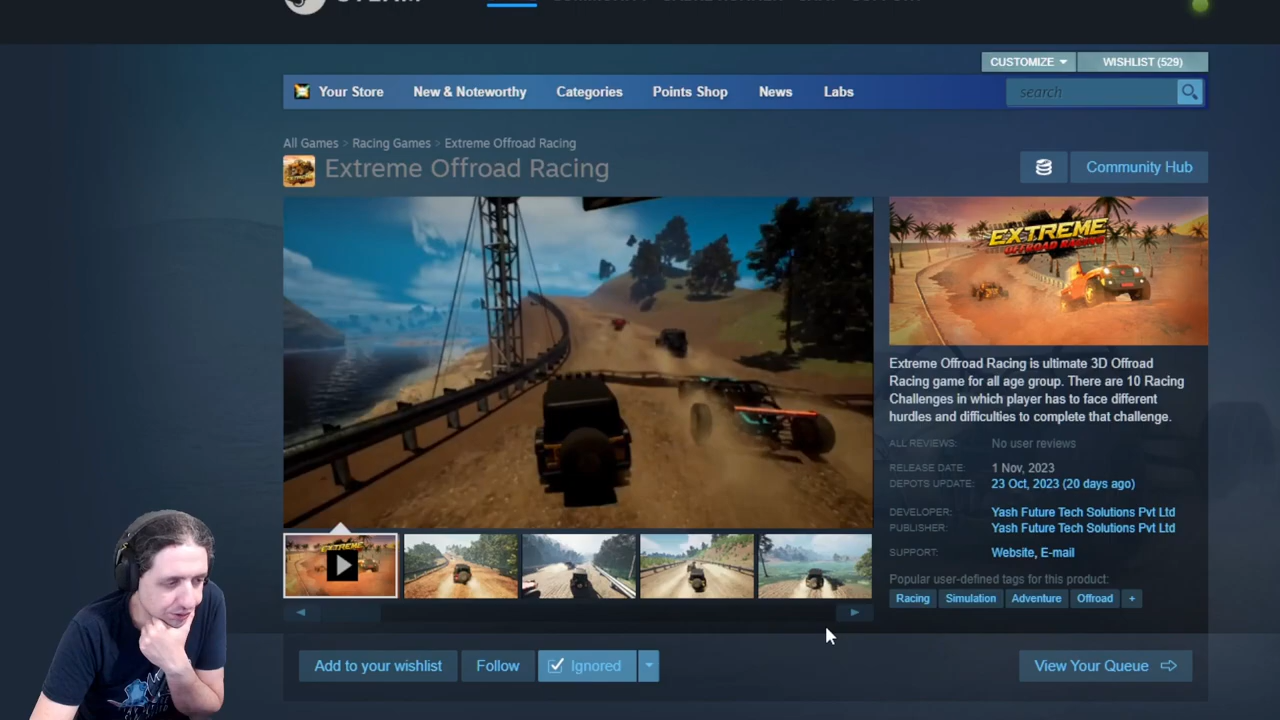 CUSTOMIZE
WISHLIST (529)
Your Store
New & Noteworthy
Categories
Points Shop
News
Labs
search
All Games > Racing Games > Extreme Offroad Racing
Extreme Offroad Racing
Community Hub
EXTREME
OFFROAD RACING
Extreme Offroad Racing is ultimate 3D Offroad
Racing game for all age group. There are 10 Racing
Challenges in which player has to face different
hurdles and difficulties to complete that challenge.
ALL REVIEWS: No user reviews
RELEASE DATE: 1 Nov, 2023
DEPOTS UPDATE: 23 Oct, 2023 (20 days ago)
DEVELOPER: Yash Future Tech Solutions Pvt Ltd
PUBLISHER: Yash Future Tech Solutions Pvt Ltd
SUPPORT: Website, E-mail
Popular user-defined tags for this product:
Racing
Simulation
Adventure
Offroad
+
EXTREME
Add to your wishlist
Follow
Ignored
View Your Queue